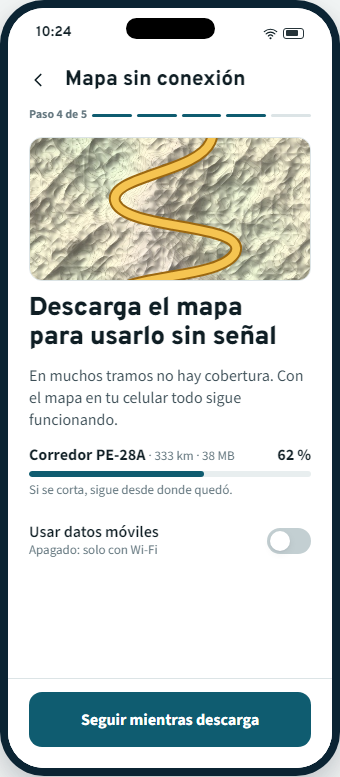 10:24
Mapa sin conexión
Paso 4 de 5
Descarga el mapa
para usarlo sin señal
En muchos tramos no hay cobertura. Con
el mapa en tu celular todo sigue
funcionando.
Corredor PE-28A · 333 km · 38 MB 62 %
Si se corta, sigue desde donde quedó.
Usar datos móviles
Apagado: solo con Wi-Fi
Seguir mientras descarga